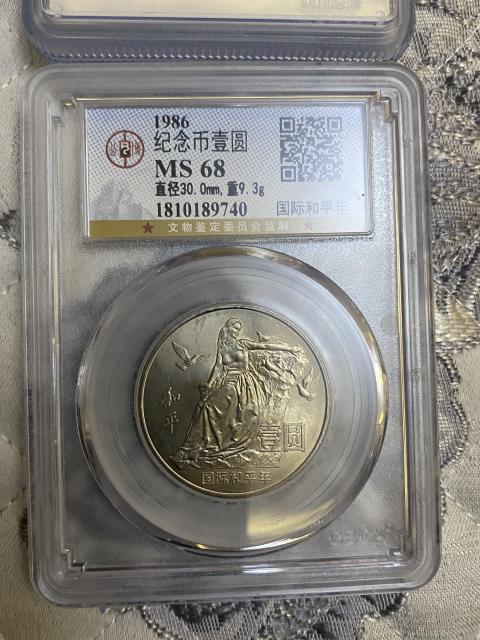 1986
纪念币壹圆
MS 68
直径30.0mm,重9.3g
1810189740
国际和平年
★ 文物鉴定委员会监制 ★
和平
壹圆
国际和平年